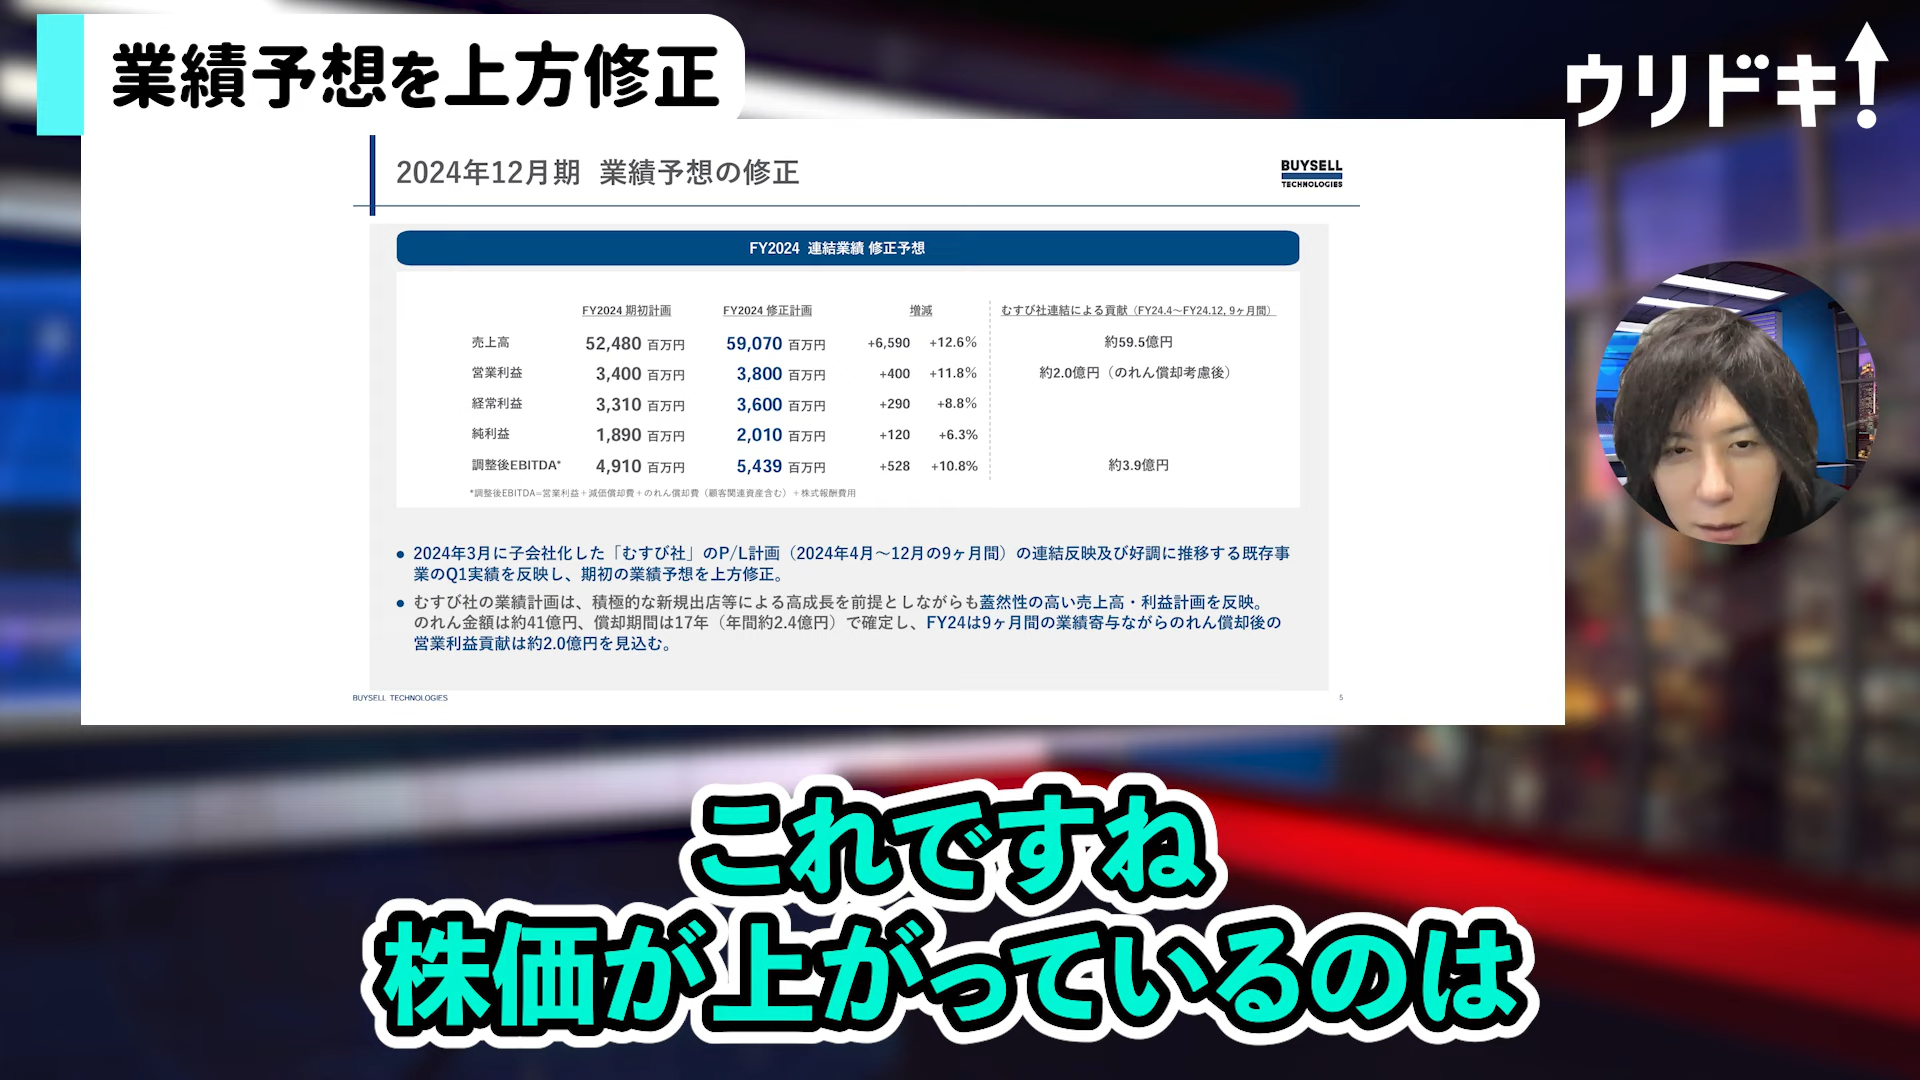 業績予想を上方修正
ウリドキ!
2024年12月期 業績予想の修正
BUYSELL
TECHNOLOGIES
FY2024 連結業績 修正予想
FY2024 期初計画 FY2024 修正計画 増減 むすび社連結による貢献（FY24.4～FY24.12, 9ヶ月間）
売上高 52,480 百万円 59,070 百万円 +6,590 +12.6% 約59.5億円
営業利益 3,400 百万円 3,800 百万円 +400 +11.8% 約2.0億円（のれん償却考慮後）
経常利益 3,310 百万円 3,600 百万円 +290 +8.8%
純利益 1,890 百万円 2,010 百万円 +120 +6.3%
調整後EBITDA* 4,910 百万円 5,439 百万円 +528 +10.8% 約3.9億円
*調整後EBITDA=営業利益＋減価償却費＋のれん償却費（顧客関連資産含む）＋株式報酬費用
● 2024年3月に子会社化した「むすび社」のP/L計画（2024年4月～12月の9ヶ月間）の連結反映及び好調に推移する既存事
業のQ1実績を反映し、期初の業績予想を上方修正。
● むすび社の業績計画は、積極的な新規出店等による高成長を前提としながらも蓋然性の高い売上高・利益計画を反映。
のれん金額は約41億円、償却期間は17年（年間約2.4億円）で確定し、FY24は9ヶ月間の業績寄与ながらのれん償却後の
営業利益貢献は約2.0億円を見込む。
BUYSELL TECHNOLOGIES
5
これですね
株価が上がっているのは